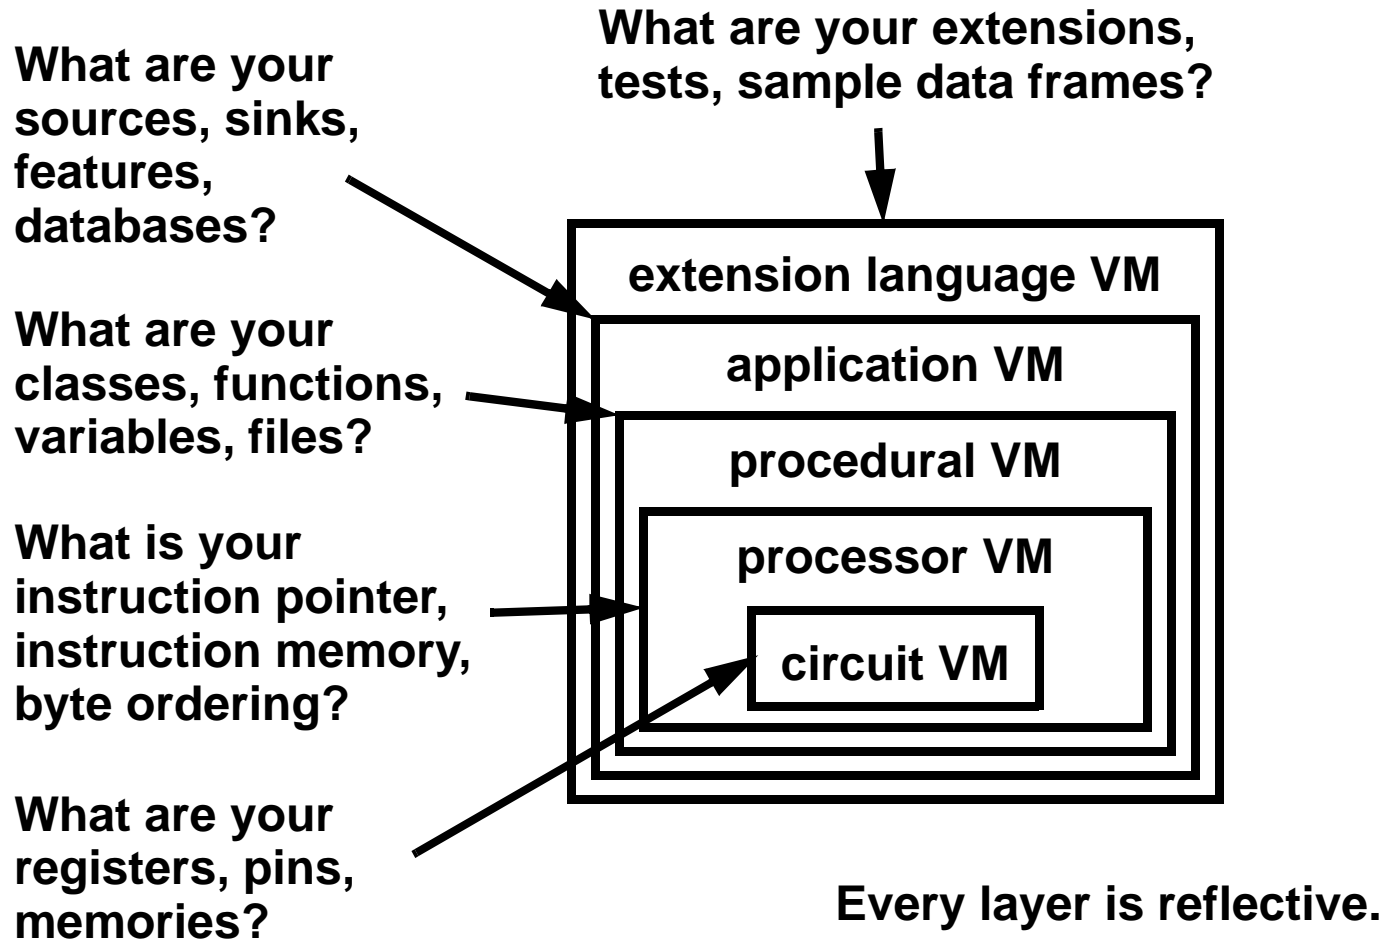 What are your extensions,
tests, sample data frames?
What are your
sources, sinks,
features,
databases?
extension language VM
What are your
classes, functions,
variables, files?
application VM
procedural VM
What is your
instruction pointer,
instruction memory,
byte ordering?
processor VM
circuit VM
What are your
registers, pins,
memories?
Every layer is reflective.